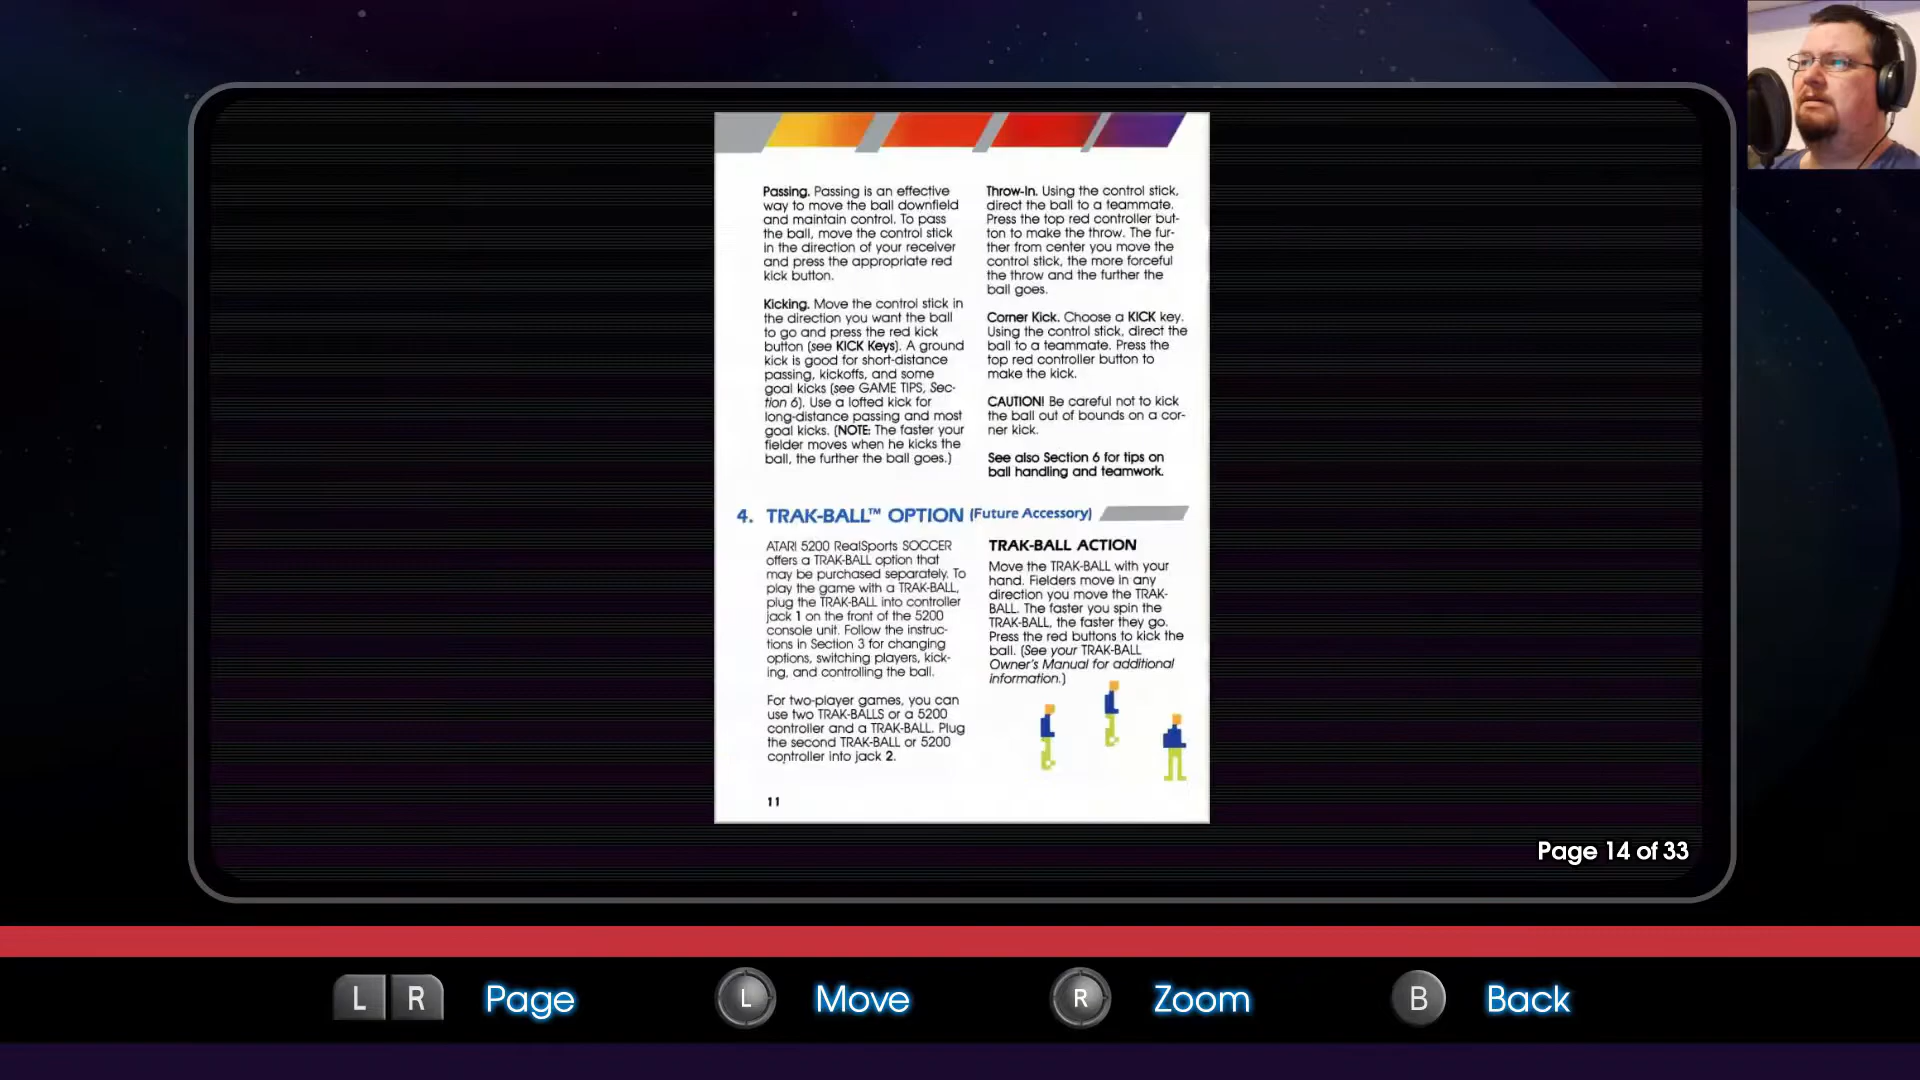 Passing. Passing is an effective
way to move the ball downfield
and maintain control. To pass
the ball, move the control stick
in the direction of your receiver
and press the appropriate red
kick button.
Kicking. Move the control stick in
the direction you want the ball
to go and press the red kick
button (see KICK Keys). A ground
kick is good for short-distance
passing, kickoffs, and some
goal kicks (see GAME TIPS, Sec-
tion 6). Use a lofted kick for
long-distance passing and most
goal kicks. (NOTE: The faster your
fielder moves when he kicks the
ball, the further the ball goes.)
Throw-In. Using the control stick,
direct the ball to a teammate.
Press the top red controller but-
ton to make the throw. The fur-
ther from center you move the
control stick, the more forceful
the throw and the further the
ball goes.
Corner Kick. Choose a KICK key.
Using the control stick, direct the
ball to a teammate. Press the
top red controller button to
make the kick.
CAUTION! Be careful not to kick
the ball out of bounds on a cor-
ner kick.
See also Section 6 for tips on
ball handling and teamwork.
4. TRAK-BALL™ OPTION (Future Accessory)
ATARI 5200 RealSports SOCCER
offers a TRAK-BALL option that
may be purchased separately. To
play the game with a TRAK-BALL,
plug the TRAK-BALL into controller
jack 1 on the front of the 5200
console unit. Follow the instruc-
tions in Section 3 for changing
options, switching players, kick-
ing, and controlling the ball.
For two-player games, you can
use two TRAK-BALLS or a 5200
controller and a TRAK-BALL. Plug
the second TRAK-BALL or 5200
controller into jack 2.
TRAK-BALL ACTION
Move the TRAK-BALL with your
hand. Fielders move in any
direction you move the TRAK-
BALL. The faster you spin the
TRAK-BALL, the faster they go.
Press the red buttons to kick the
ball. (See your TRAK-BALL
Owner's Manual for additional
information.)
11
Page 14 of 33
L R Page L Move R Zoom B Back